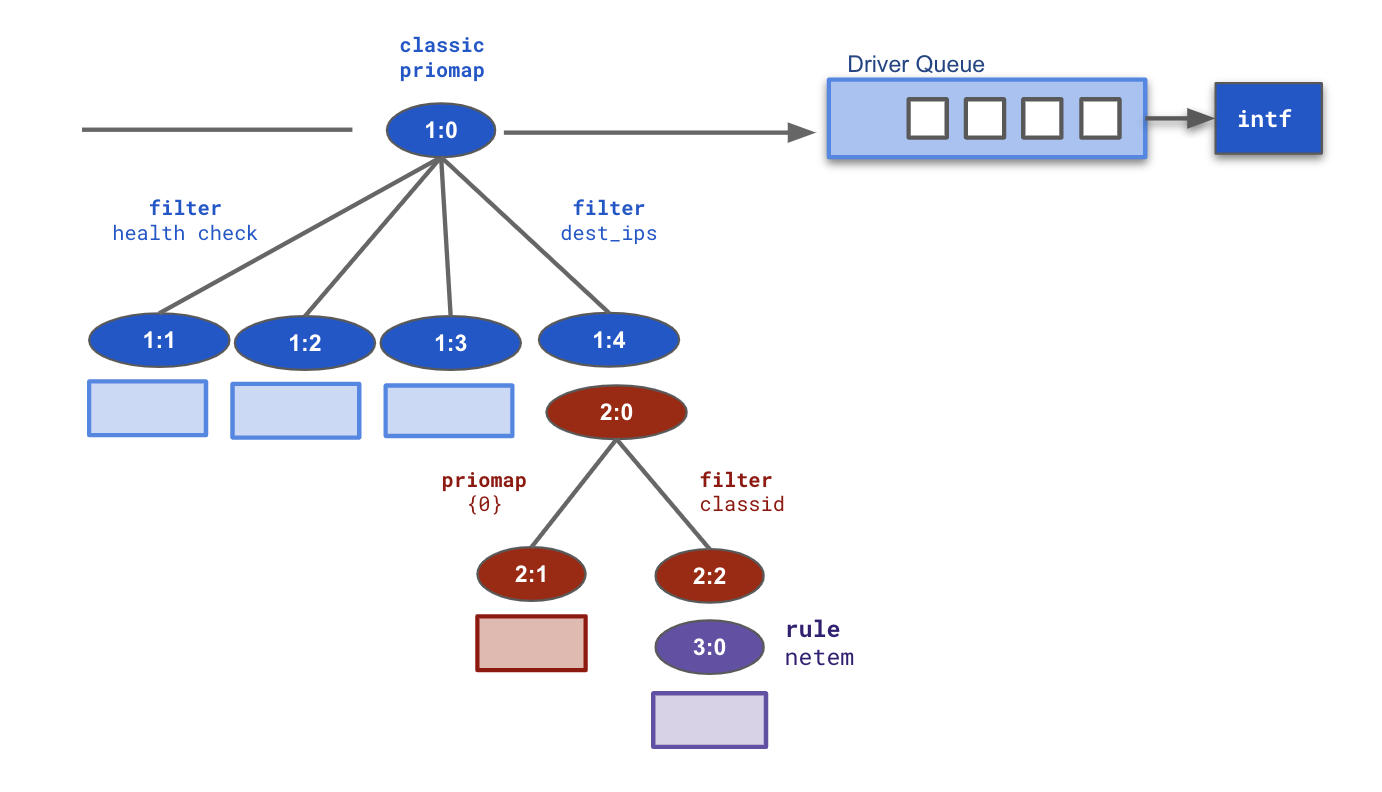 classic
priomap
Driver Queue
1:0
intf
filter
health check
filter
dest_ips
1:1
1:2
1:3
1:4
2:0
priomap
{0}
filter
classid
2:1
2:2
3:0
rule
netem